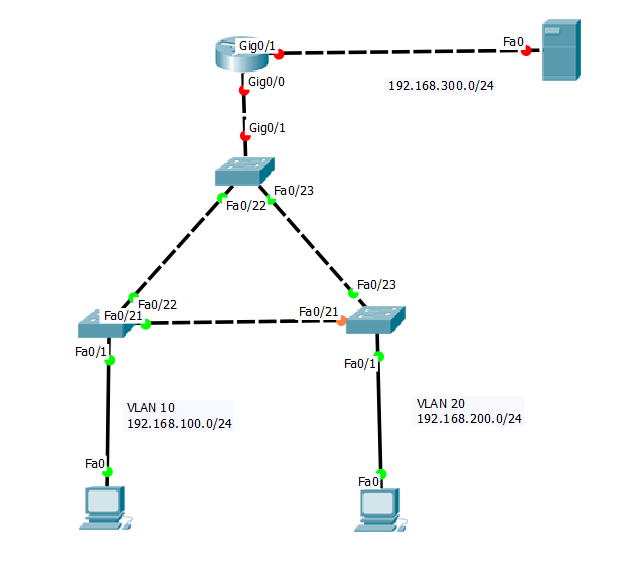 Gig0/1
Fa0
Gig0/0
192.168.300.0/24
Gig0/1
Fa0/23
Fa0/22
Fa0/23
Fa0/22
Fa0/21
Fa0/21
Fa0/1
Fa0/1
VLAN 10
192.168.100.0/24
VLAN 20
192.168.200.0/24
Fa0
Fa0